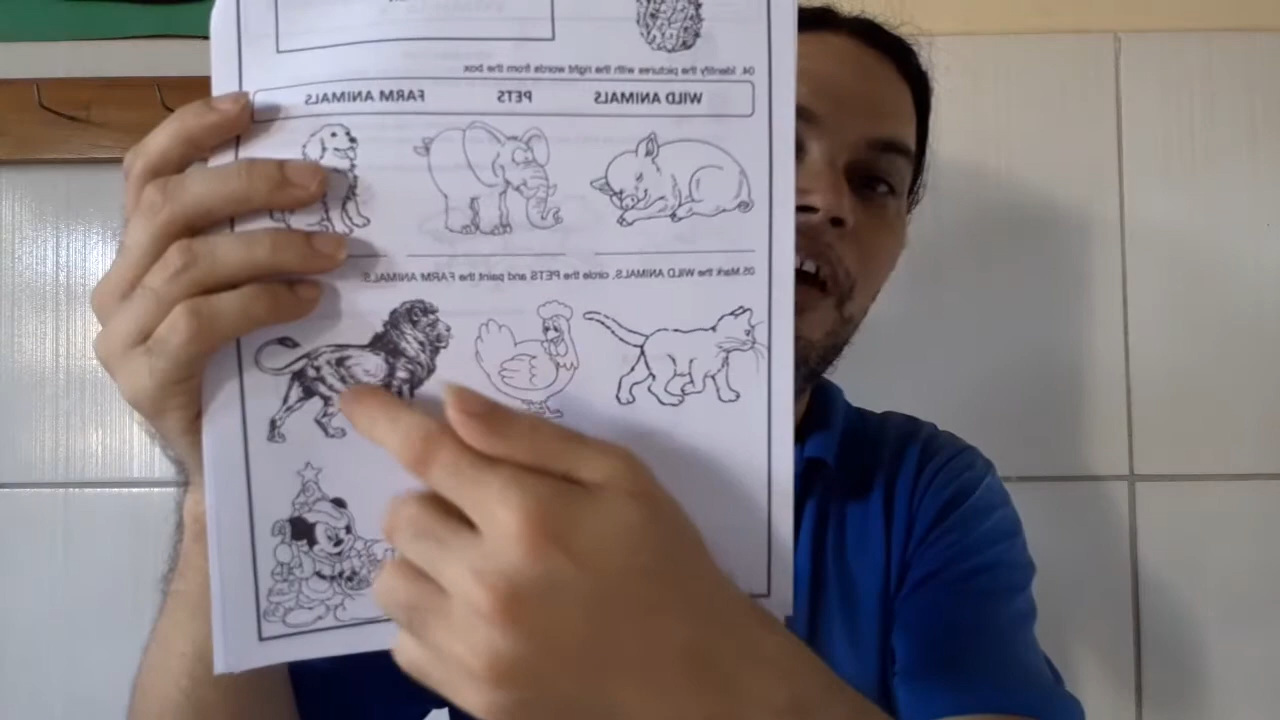 04. Identify the pictures with the right words from the box
WILD ANIMALS PETS FARM ANIMALS
05 Mark the WILD ANIMALS, circle the PETS and paint the FARM ANIMALS.